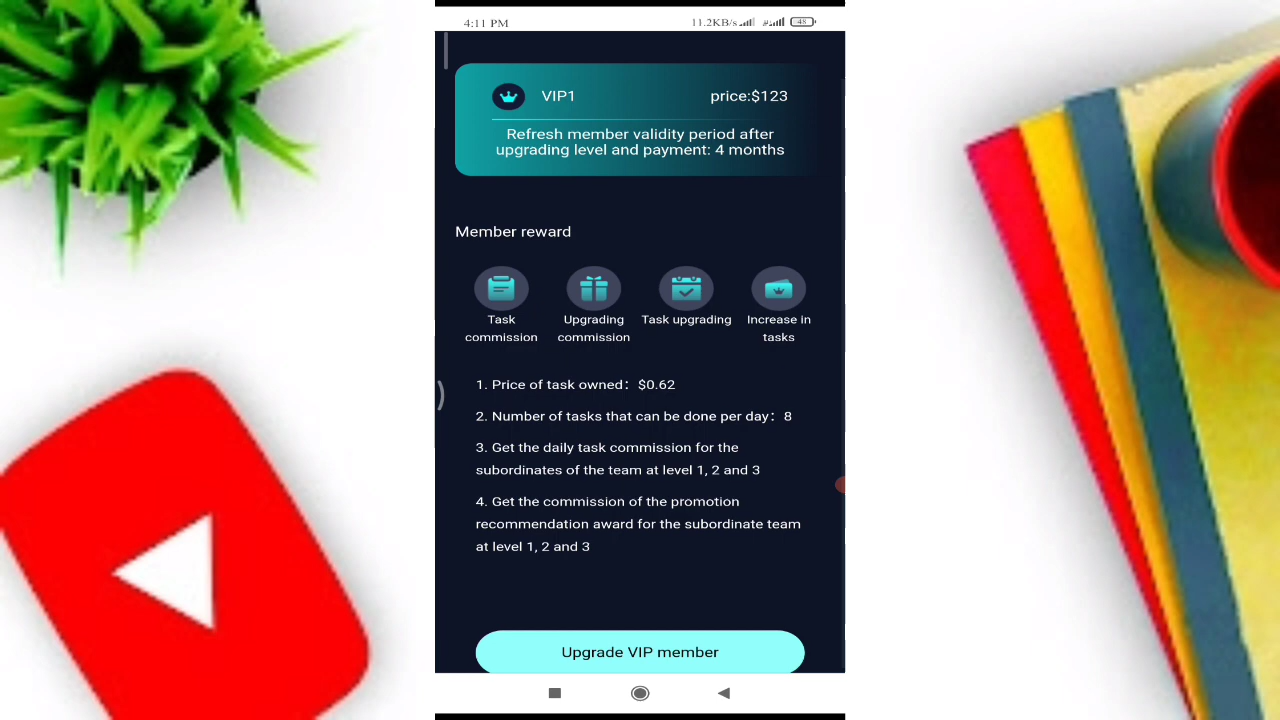 4:11 PM
11.2KB/s
48
VIP1
price:$123
Refresh member validity period after
upgrading level and payment: 4 months
Member reward
Task
commission
Upgrading
commission
Task upgrading
Increase in
tasks
1. Price of task owned：$0.62
2. Number of tasks that can be done per day：8
3. Get the daily task commission for the
subordinates of the team at level 1, 2 and 3
4. Get the commission of the promotion
recommendation award for the subordinate team
at level 1, 2 and 3
Upgrade VIP member